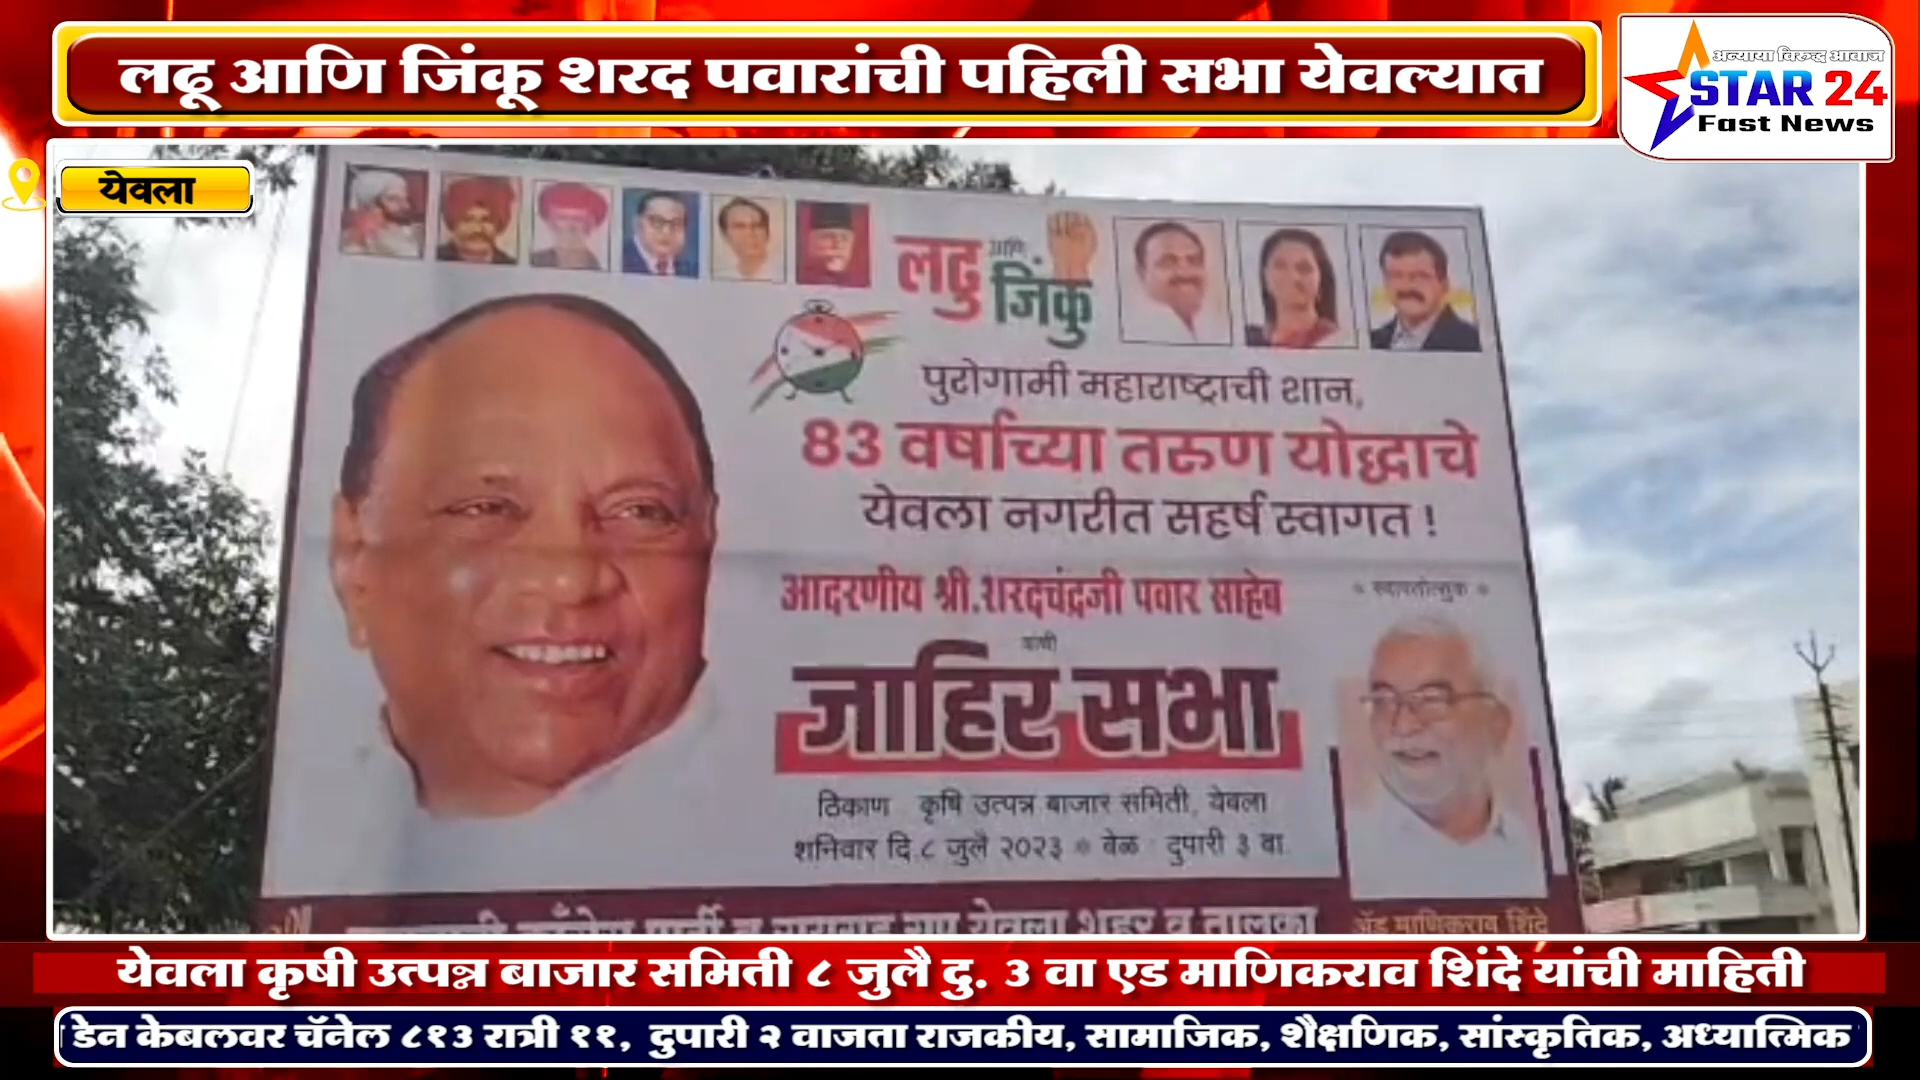 लढू आणि जिंकू शरद पवारांची पहिली सभा येवल्यात
अन्याया विरुद्ध आवाज
STAR 24
Fast News
येवला
लढु आणि जिंकु
पुरोगामी महाराष्ट्राची शान,
83 वर्षाच्या तरुण योद्धाचे
येवला नगरीत सहर्ष स्वागत !
आदरणीय श्री.शरदचंद्रजी पवार साहेब
यांची
जाहिर सभा
स्वागतोत्सुक
ठिकाण कृषि उत्पन्न बाजार समिती, येवला
शनिवार दि.८ जुलै २०२३ वेळ दुपारी ३ वा.
येवला शहर व तालुका
ॲड माणिकराव शिंदे
येवला कृषी उत्पन्न बाजार समिती ८ जुलै दु. ३ वा एड माणिकराव शिंदे यांची माहिती
डेन केबलवर चॅनेल ८१३ रात्री ११, दुपारी २ वाजता राजकीय, सामाजिक, शैक्षणिक, सांस्कृतिक, अध्यात्मिक